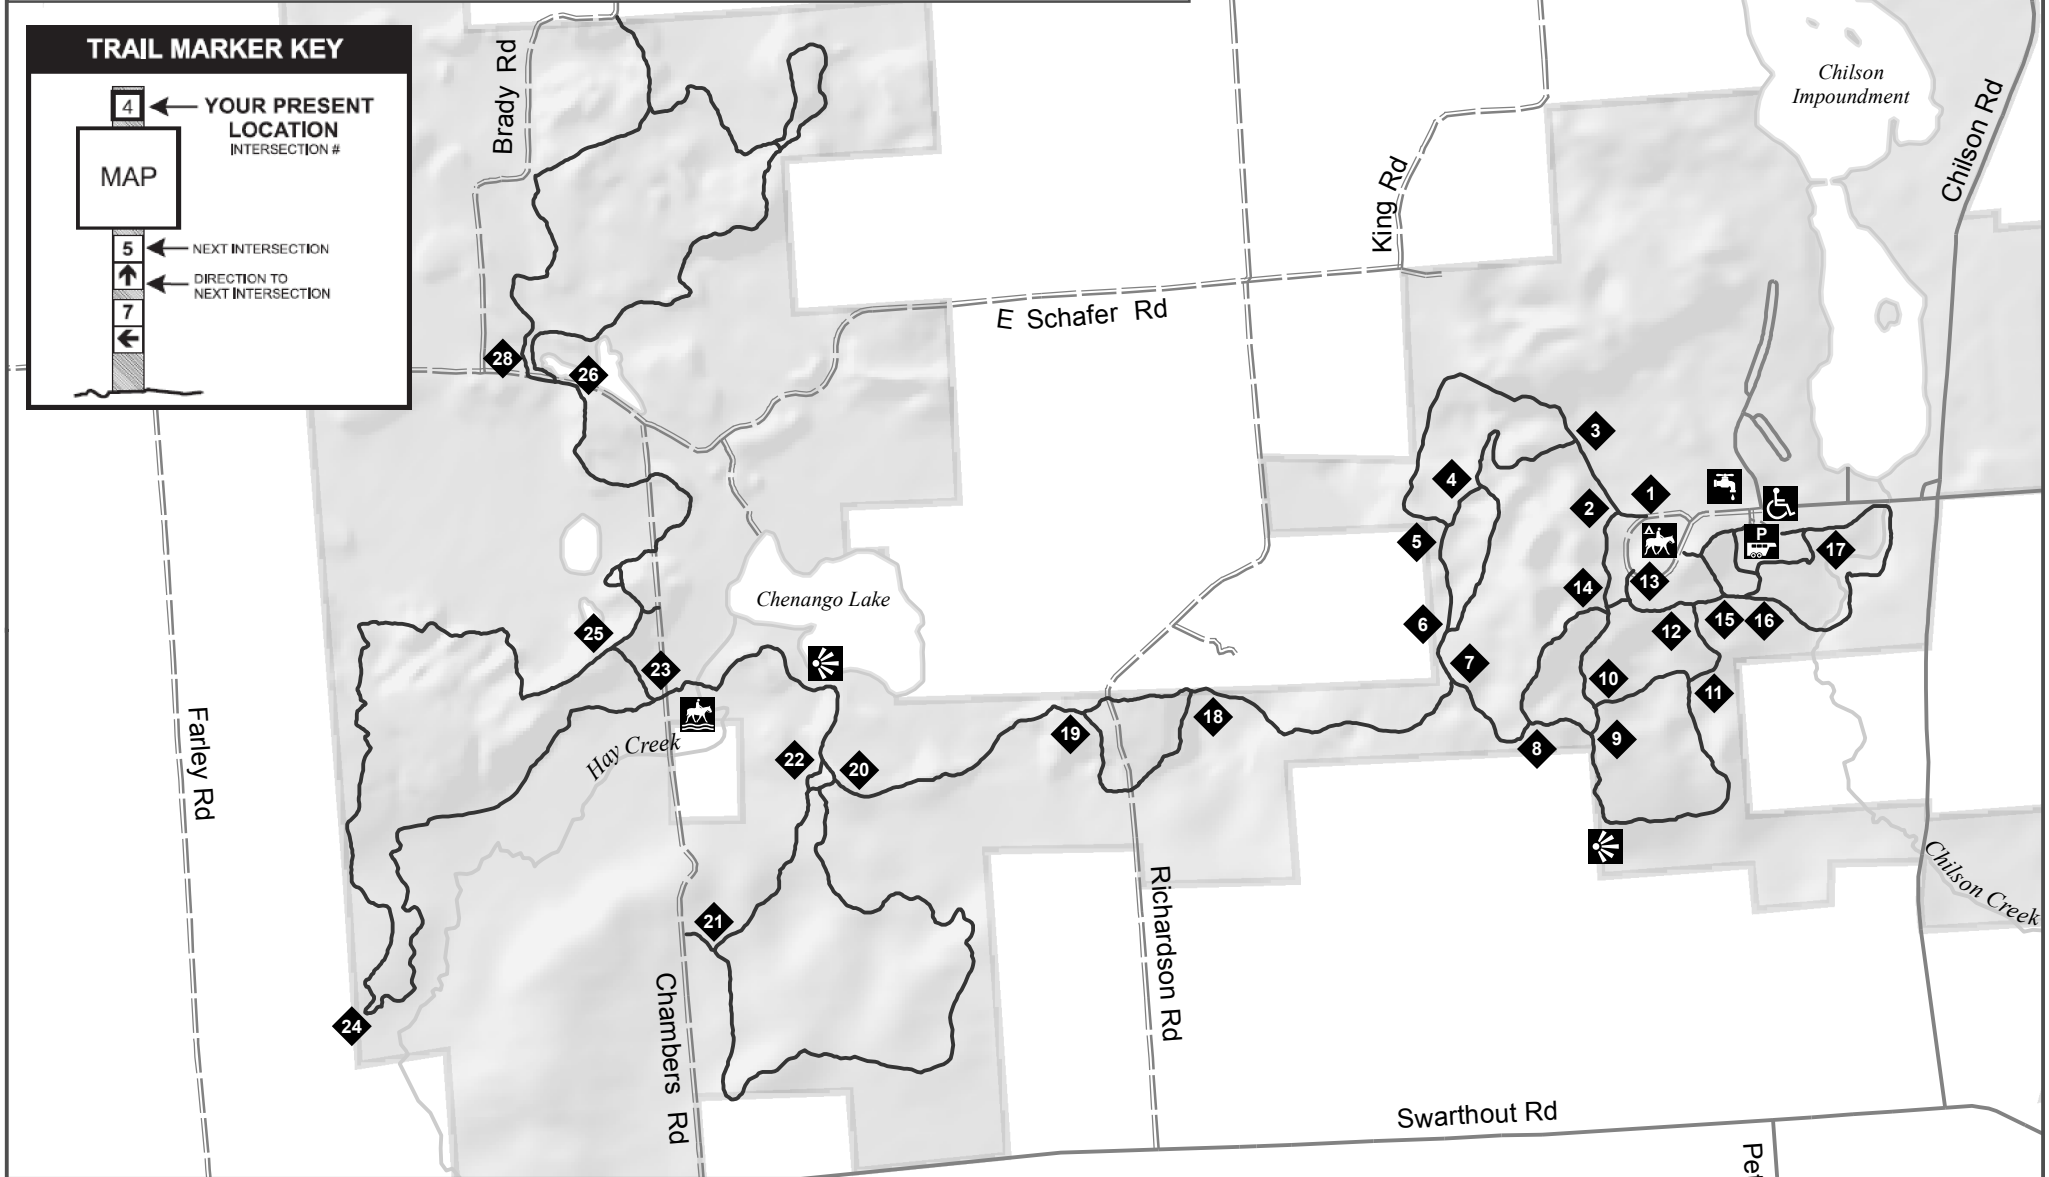 TRAIL MARKER KEY
4
YOUR PRESENT
LOCATION
INTERSECTION #
MAP
5
NEXT INTERSECTION
DIRECTION TO
NEXT INTERSECTION
7
Brady Rd
Chilson
Impoundment
Chilson Rd
King Rd
E Schafer Rd
28
26
3
4
1
2
5
P
17
13
14
Chenango Lake
25
6
12
15
16
23
7
10
11
Farley Rd
Hay Creek
18
19
9
8
22
20
Richardson Rd
Chilson Creek
21
Chambers Rd
24
Swarthout Rd
Pet